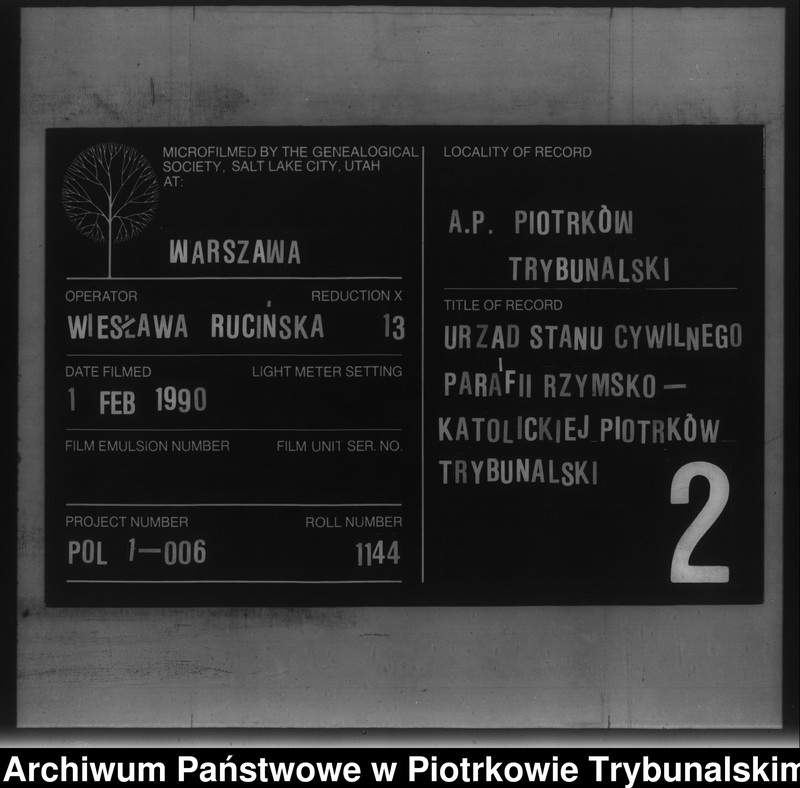 MICROFILMED BY THE GENEALOGICAL
SOCIETY, SALT LAKE CITY, UTAH
AT:
WARSZAWA
OPERATOR REDUCTION X
WIESŁAWA RUCIŃSKA 13
DATE FILMED LIGHT METER SETTING
1 FEB 1990
FILM EMULSION NUMBER FILM UNIT SER. NO.
PROJECT NUMBER ROLL NUMBER
POL 1—006 1144
LOCALITY OF RECORD
A.P. PIOTRKÒW
TRYBUNALSKI
TITLE OF RECORD
URZAD STANU CYWILNEGO
PARAFII RZYMSKO —
KATOLICKIEJ PIOTRKÒW
TRYBUNALSKI
2
Archiwum Państwowe w Piotrkowie Trybunalskim